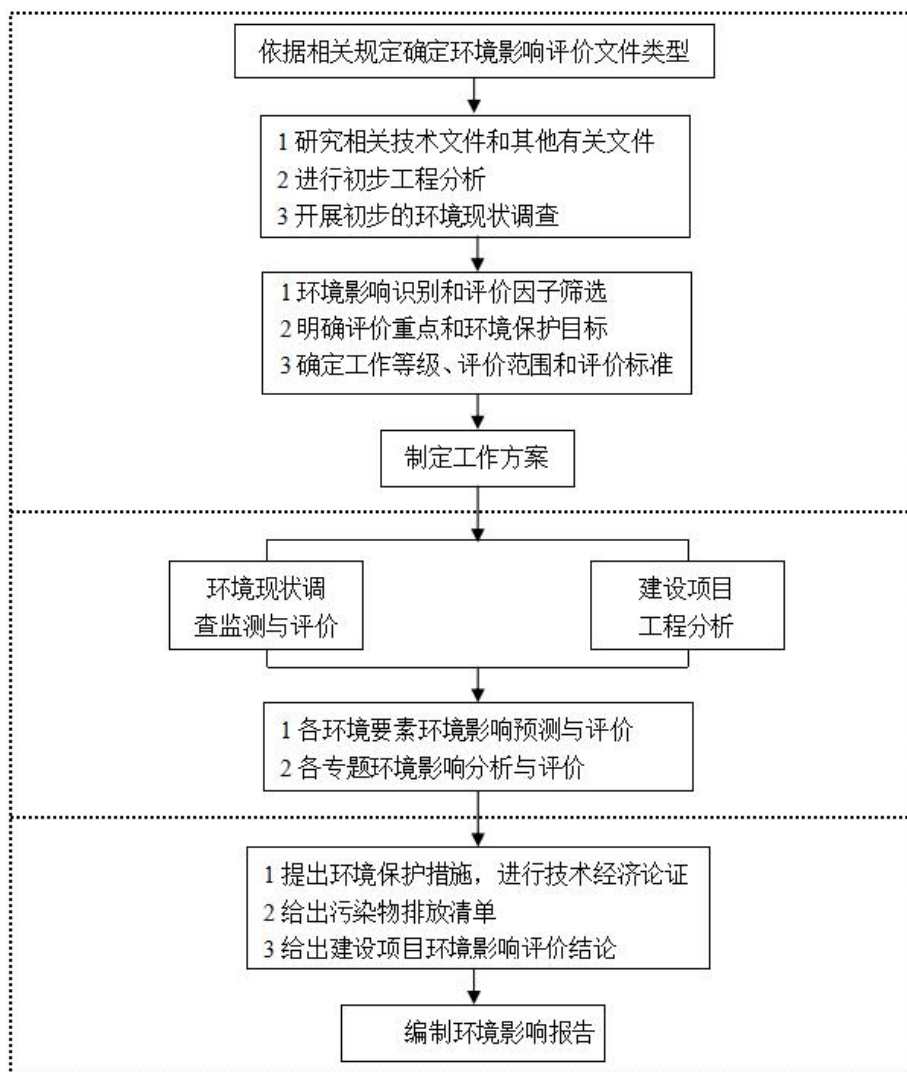 依据相关规定确定环境影响评价文件类型
1 研究相关技术文件和其他有关文件
2 进行初步工程分析
3 开展初步的环境现状调查
1 环境影响识别和评价因子筛选
2 明确评价重点和环境保护目标
3 确定工作等级、评价范围和评价标准
制定工作方案
环境现状调
查监测与评价
建设项目
工程分析
1 各环境要素环境影响预测与评价
2 各专题环境影响分析与评价
1 提出环境保护措施，进行技术经济论证
2 给出污染物排放清单
3 给出建设项目环境影响评价结论
编制环境影响报告